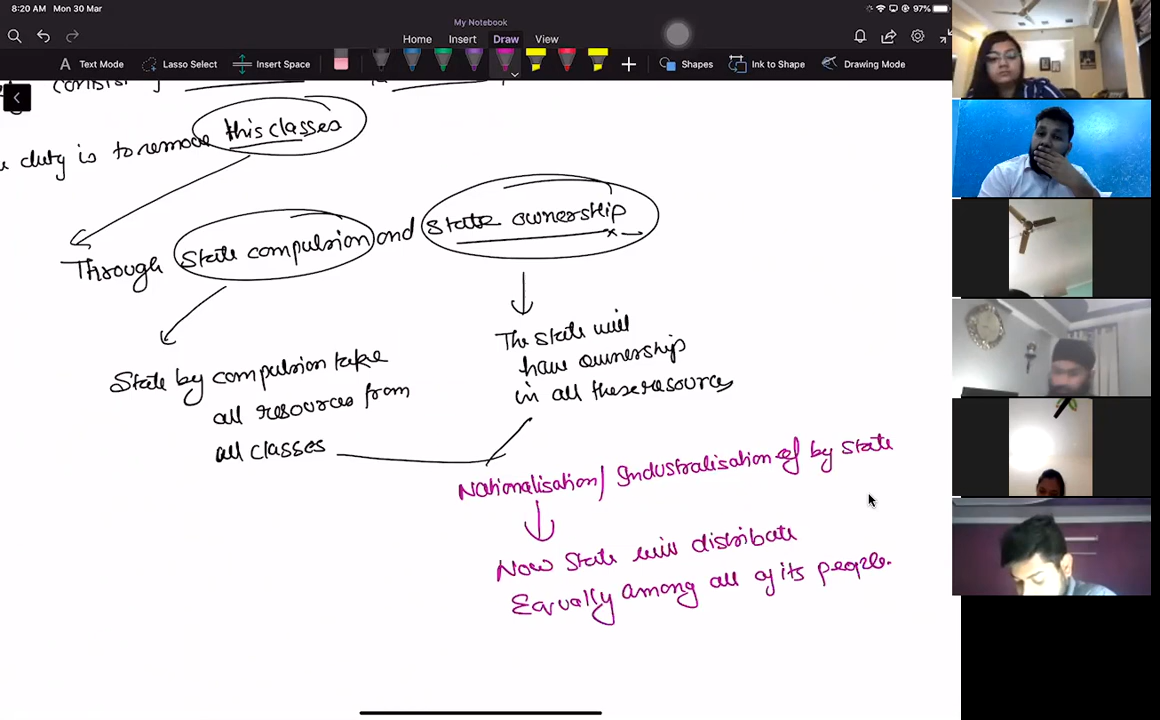 8:20 AM Mon 30 Mar
97%
My Notebook
Home Insert Draw View
Text Mode Lasso Select Insert Space Shapes Ink to Shape Drawing Mode
duty is to remove this classes
Through State compulsion and State ownership
State by compulsion take
all resources from
all classes
The state will
have ownership
in all these resources
Nationalisation/ Industralisation of by state
Now State will distribute
Equally among all of its people.